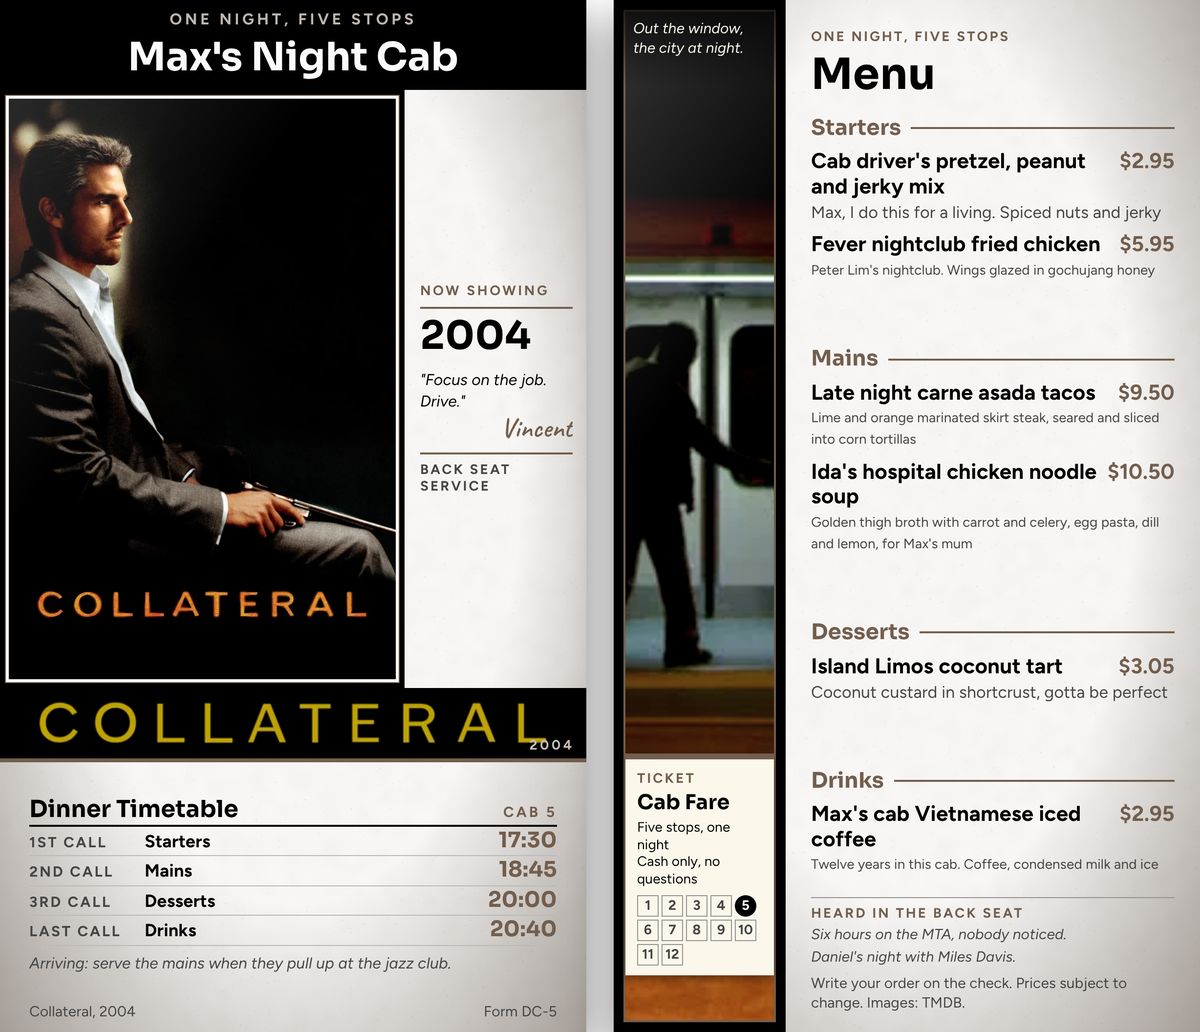 ONE NIGHT, FIVE STOPS
Max's Night Cab
COLLATERAL
NOW SHOWING
2004
"Focus on the job.
Drive."
Vincent
BACK SEAT
SERVICE
COLLATERAL
2004
Dinner Timetable CAB 5
1ST CALL Starters 17:30
2ND CALL Mains 18:45
3RD CALL Desserts 20:00
LAST CALL Drinks 20:40
Arriving: serve the mains when they pull up at the jazz club.
Collateral, 2004 Form DC-5
Out the window,
the city at night.
TICKET
Cab Fare
Five stops, one
night
Cash only, no
questions
1 2 3 4 5
6 7 8 9 10
11 12
ONE NIGHT, FIVE STOPS
Menu
Starters
Cab driver's pretzel, peanut $2.95
and jerky mix
Max, I do this for a living. Spiced nuts and jerky
Fever nightclub fried chicken $5.95
Peter Lim's nightclub. Wings glazed in gochujang honey
Mains
Late night carne asada tacos $9.50
Lime and orange marinated skirt steak, seared and sliced
into corn tortillas
Ida's hospital chicken noodle $10.50
soup
Golden thigh broth with carrot and celery, egg pasta, dill
and lemon, for Max's mum
Desserts
Island Limos coconut tart $3.05
Coconut custard in shortcrust, gotta be perfect
Drinks
Max's cab Vietnamese iced $2.95
coffee
Twelve years in this cab. Coffee, condensed milk and ice
HEARD IN THE BACK SEAT
Six hours on the MTA, nobody noticed.
Daniel's night with Miles Davis.
Write your order on the check. Prices subject to
change. Images: TMDB.